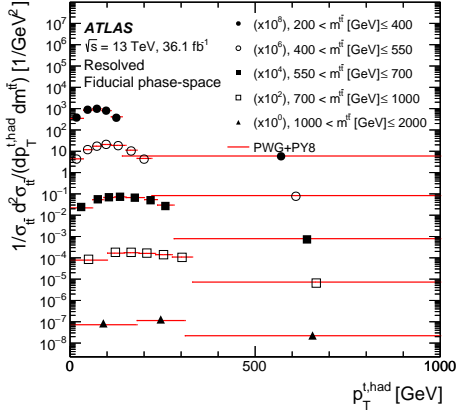 ATLAS
√s = 13 TeV, 36.1 fb⁻¹
Resolved
Fiducial phase-space
(x10⁸), 200 < m^tt̄ [GeV]≤ 400
(x10⁶), 400 < m^tt̄ [GeV]≤ 550
(x10⁴), 550 < m^tt̄ [GeV]≤ 700
(x10²), 700 < m^tt̄ [GeV]≤ 1000
(x10⁰), 1000 < m^tt̄ [GeV]≤ 2000
PWG+PY8
1/σ_tt̄ d²σ_tt̄/(dp_T^t,had dm^tt̄) [1/GeV²]
10⁷
10⁶
10⁵
10⁴
10³
10²
10
1
10⁻¹
10⁻²
10⁻³
10⁻⁴
10⁻⁵
10⁻⁶
10⁻⁷
10⁻⁸
0 500 1000
p_T^t,had [GeV]